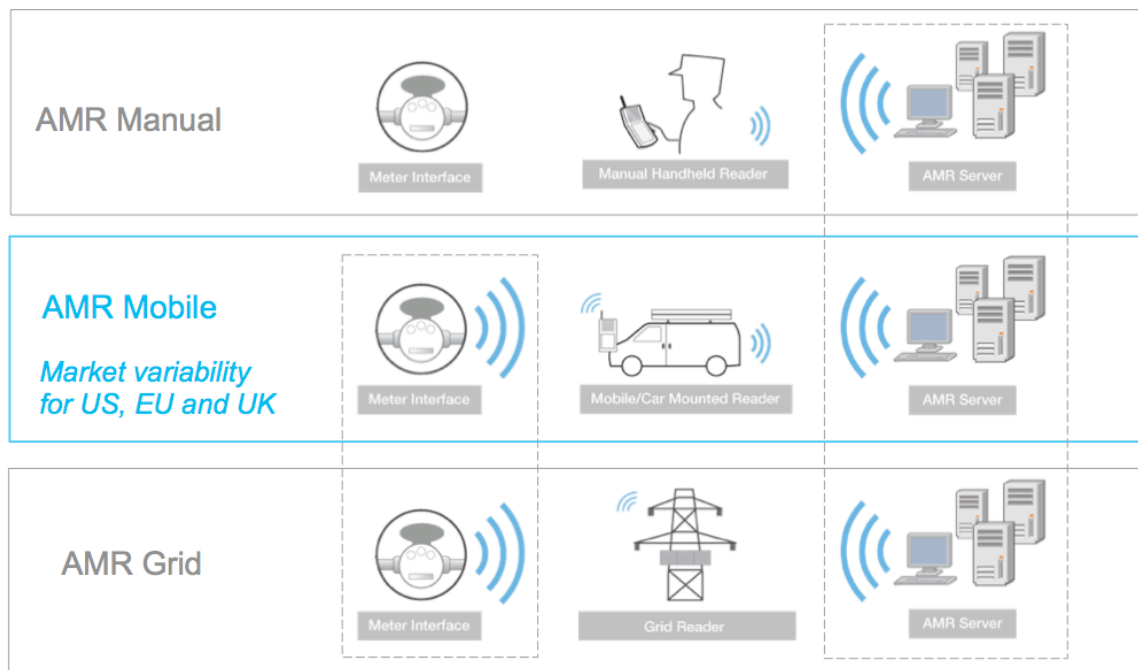 AMR Manual
Meter Interface
Manual Handheld Reader
AMR Server
AMR Mobile
Market variability
for US, EU and UK
Meter Interface
Mobile/Car Mounted Reader
AMR Server
AMR Grid
Meter Interface
Grid Reader
AMR Server